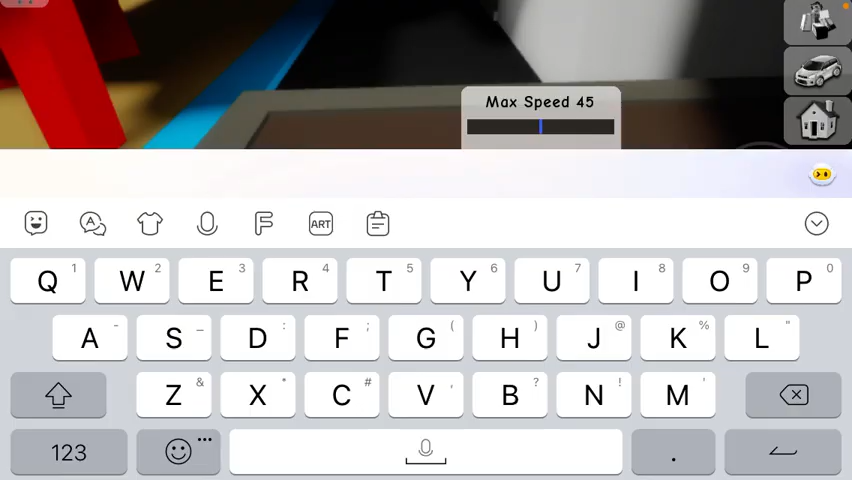 Max Speed 45
A F ART
Q 1 W 2 E 3 R 4 T 5 Y 6 U 7 I 8 O 9 P 0
A - S _ D : F ; G ( H ) J @ K % L "
Z & X * C # V , B ? N ! M '
123 ... .